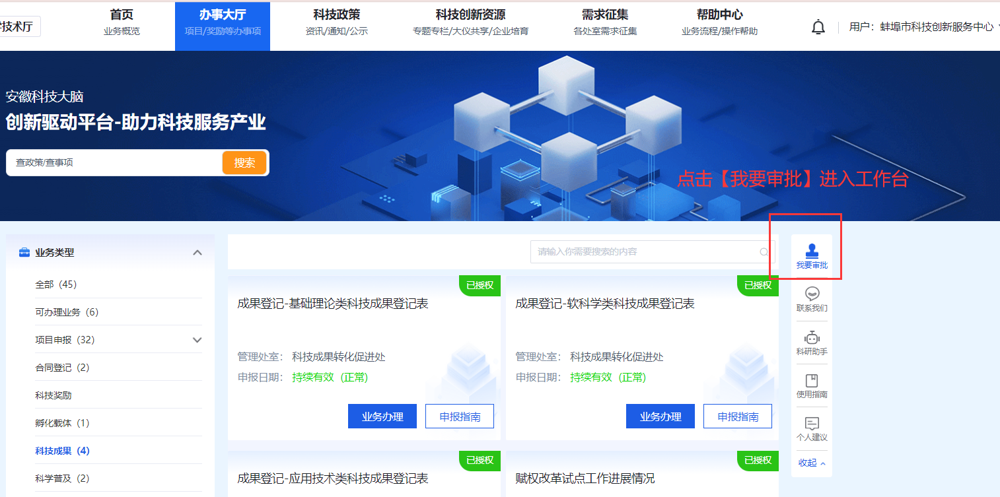 技术厅
首页
业务概览
办事大厅
项目/奖励等办事项
科技政策
资讯/通知/公示
科技创新资源
专题专栏/大仪共享/企业培育
需求征集
各处室需求征集
帮助中心
业务流程/操作帮助
用户：蚌埠市科技创新服务中心
安徽科技大脑
创新驱动平台-助力科技服务产业
查政策/查事项
搜索
点击【我要审批】进入工作台
业务类型
全部（45）
可办理业务（6）
项目申报（32）
合同登记（2）
科技奖励
孵化载体（1）
科技成果（4）
科学普及（2）
请输入你需要搜索的内容
已授权
成果登记-基础理论类科技成果登记表
管理处室： 科技成果转化促进处
申报日期： 持续有效（正常）
业务办理 申报指南
已授权
成果登记-软科学类科技成果登记表
管理处室： 科技成果转化促进处
申报日期： 持续有效（正常）
业务办理 申报指南
已授权
成果登记-应用技术类科技成果登记表
已授权
赋权改革试点工作进展情况
我要审批
联系我们
科研助手
使用指南
个人建议
收起